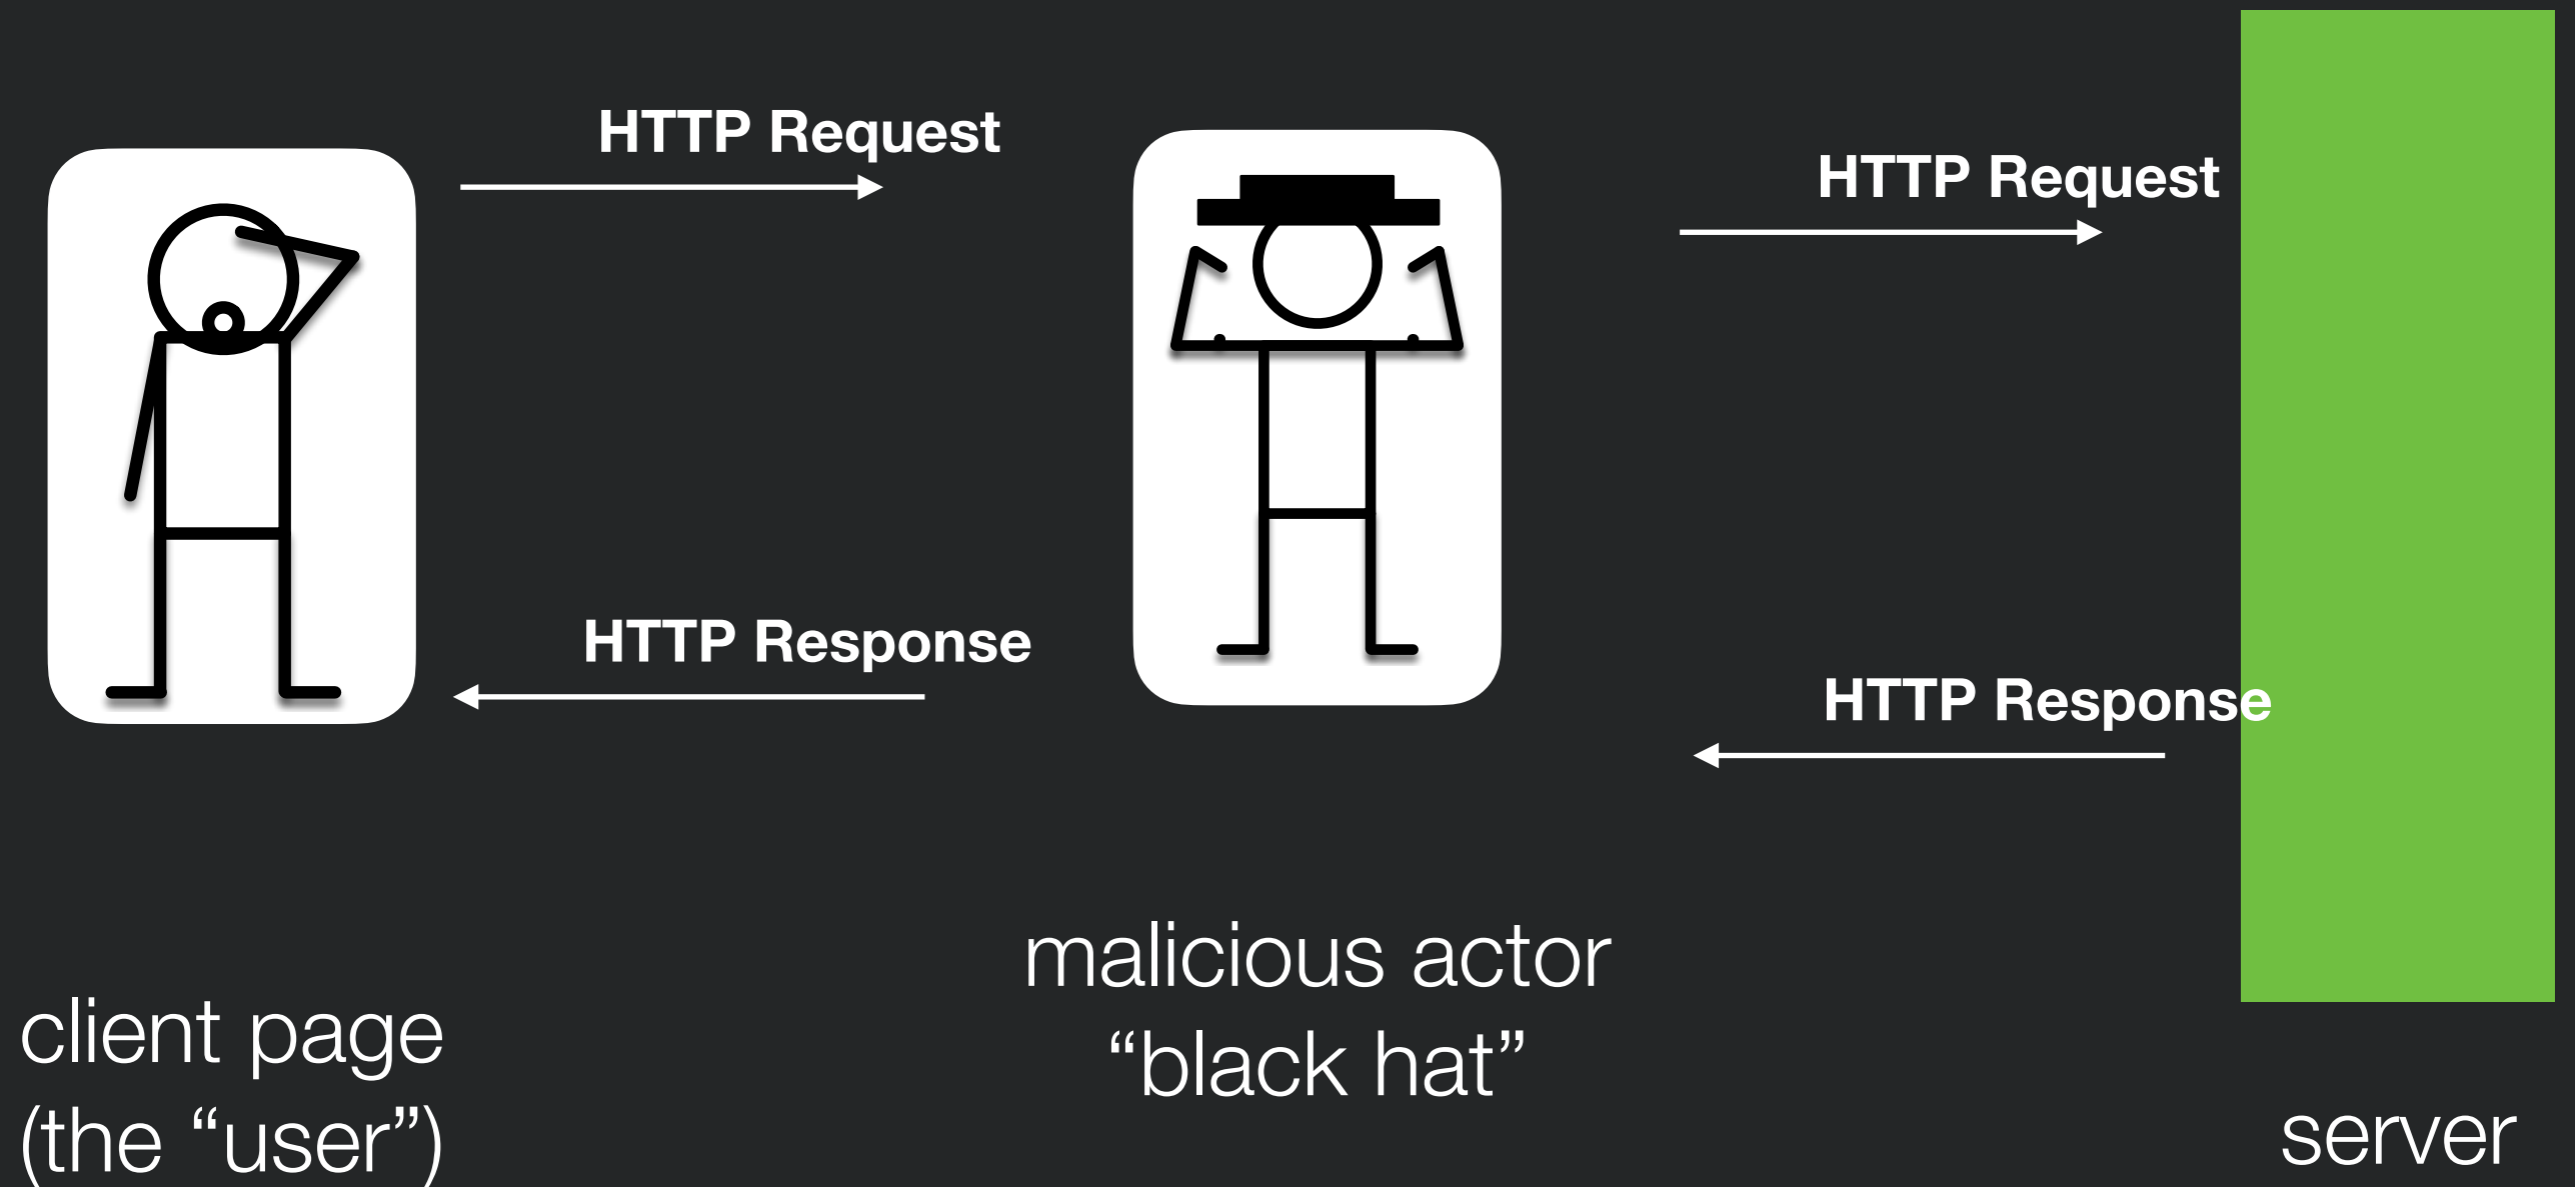 HTTP Request
HTTP Request
HTTP Response
HTTP Response
client page
(the “user”)
malicious actor
“black hat”
server